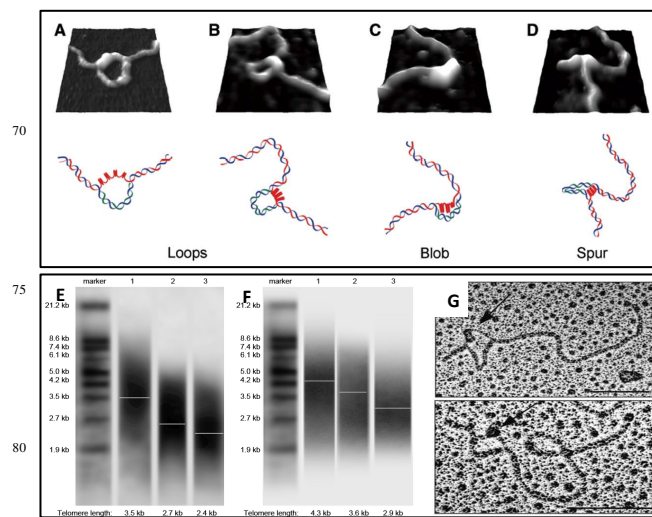 A B C D
70
Loops Blob Spur
75
E marker 1 2 3
F marker 1 2 3
G
21.2 kb
8.6 kb
7.4 kb
6.1 kb
5.0 kb
4.2 kb
3.5 kb
2.7 kb
1.9 kb
21.2 kb
8.6 kb
7.4 kb
6.1 kb
5.0 kb
4.2 kb
3.5 kb
2.7 kb
1.9 kb
80
Telomere length: 3.5 kb 2.7 kb 2.4 kb
Telomere length: 4.3 kb 3.6 kb 2.9 kb